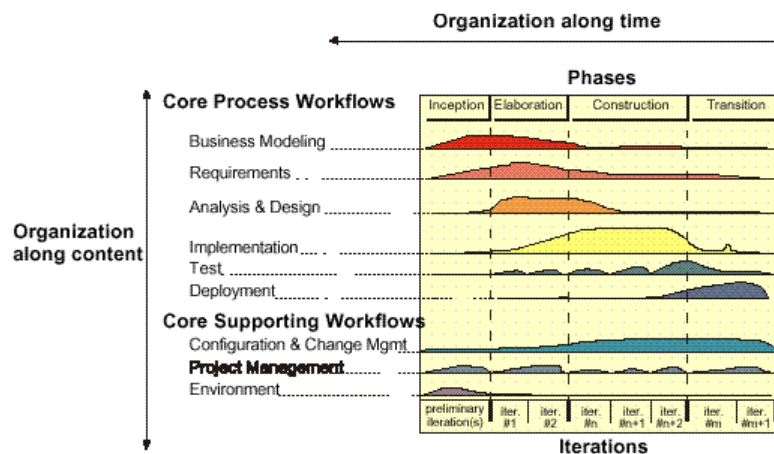 Organization along time
Phases
Core Process Workflows
Inception Elaboration Construction Transition
Business Modeling
Requirements
Analysis & Design
Organization
along content
Implementation
Test
Deployment
Core Supporting Workflows
Configuration & Change Mgmt
Project Management
Environment
preliminary iter. iter. iter. iter. iter. iter. iter.
iteration(s) #1 #2 #n #n+1 #n+2 #m #m+1
Iterations